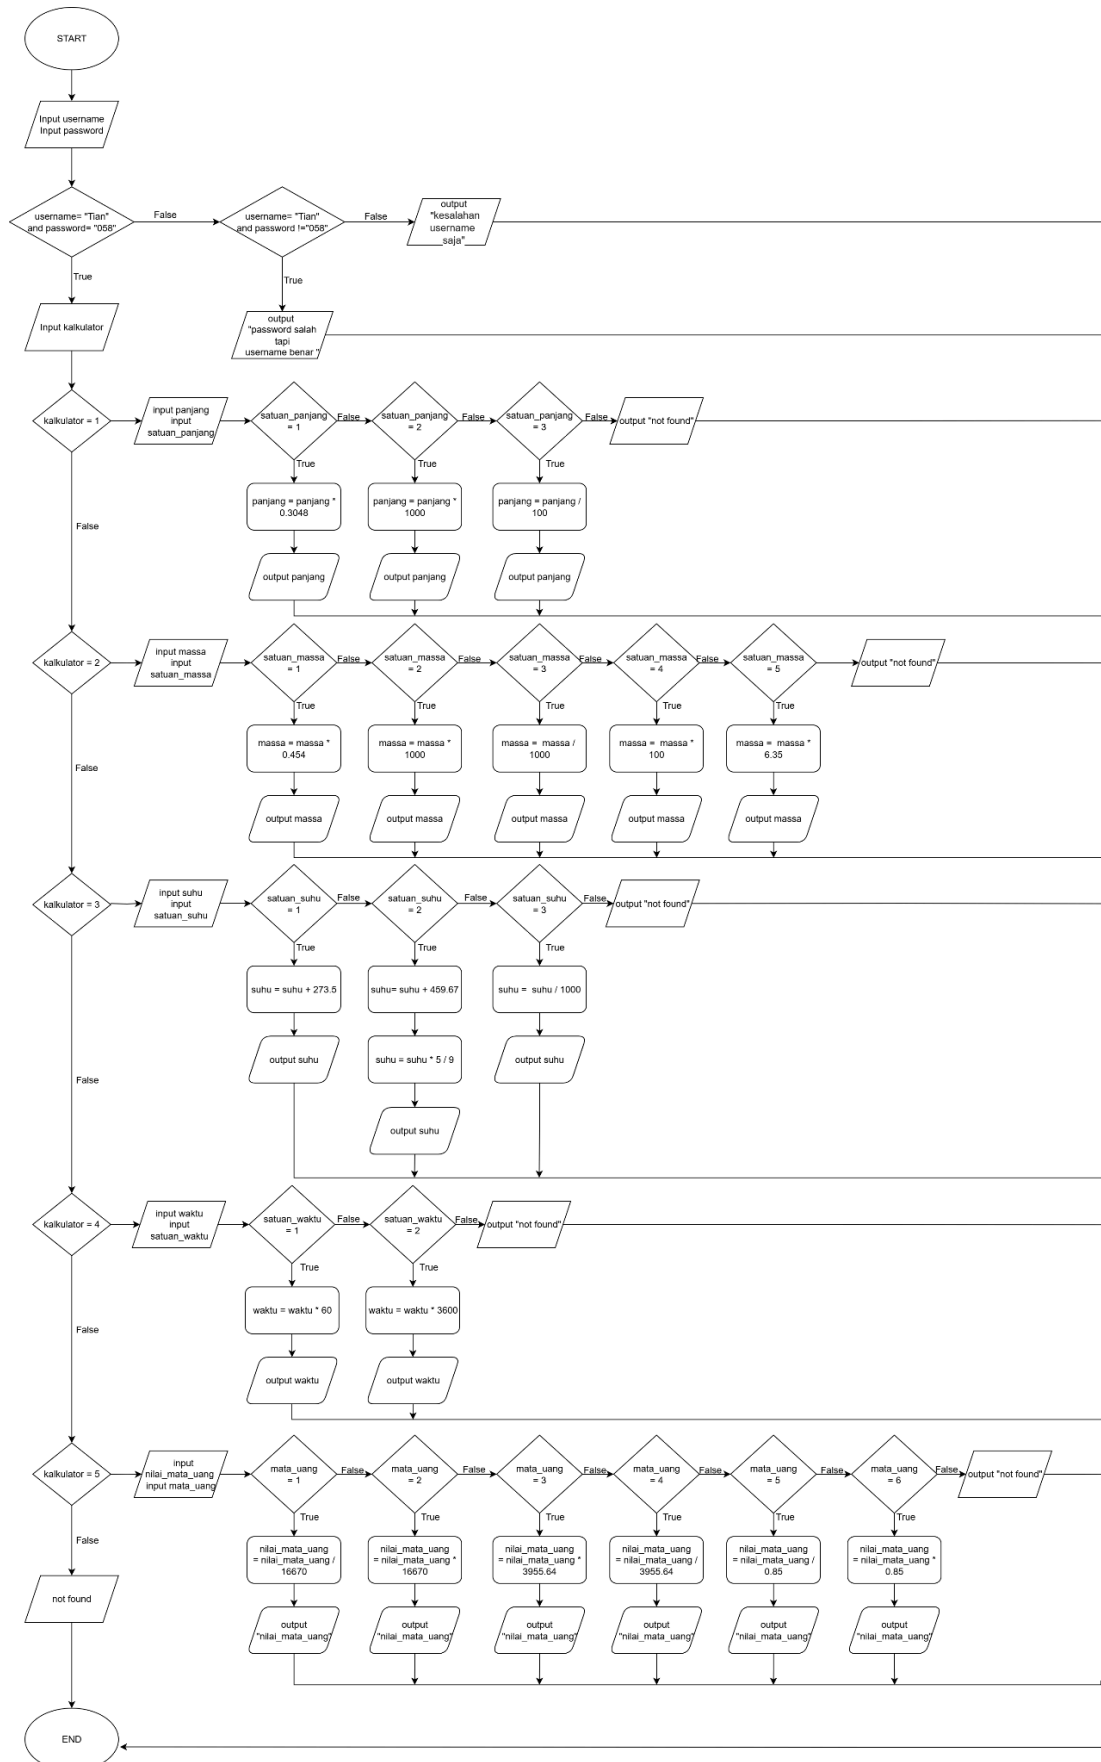 START
Input username
Input password
username= "Tian"
and password= "058"
False
username= "Tian"
and password !="058"
False
output
"kesalahan
username
saja"
True
True
Input kalkulator
output
"password salah
tapi
username benar "
kalkulator = 1
input panjang
input
satuan_panjang
satuan_panjang
= 1
False
satuan_panjang
= 2
False
satuan_panjang
= 3
False
output "not found"
True
True
True
panjang = panjang *
0.3048
panjang = panjang *
1000
panjang = panjang /
100
False
output panjang
output panjang
output panjang
kalkulator = 2
input massa
input
satuan_massa
satuan_massa
= 1
False
satuan_massa
= 2
False
satuan_massa
= 3
False
satuan_massa
= 4
False
satuan_massa
= 5
output "not found"
True
True
True
True
True
massa = massa *
0.454
massa = massa *
1000
massa =  massa /
1000
massa =  massa *
100
massa =  massa *
6.35
False
output massa
output massa
output massa
output massa
output massa
kalkulator = 3
input suhu
input
satuan_suhu
satuan_suhu
= 1
False
satuan_suhu
= 2
False
satuan_suhu
= 3
False
output "not found"
True
True
True
suhu = suhu + 273.5
suhu= suhu + 459.67
suhu =  suhu / 1000
output suhu
suhu = suhu * 5 / 9
output suhu
False
output suhu
kalkulator = 4
input waktu
input
satuan_waktu
satuan_waktu
= 1
False
satuan_waktu
= 2
False
output "not found"
True
True
waktu = waktu * 60
waktu = waktu * 3600
False
output waktu
output waktu
kalkulator = 5
input
nilai_mata_uang
input mata_uang
mata_uang
= 1
False
mata_uang
= 2
False
mata_uang
= 3
False
mata_uang
= 4
False
mata_uang
= 5
False
mata_uang
= 6
False
output "not found"
True
True
True
True
True
True
False
nilai_mata_uang
= nilai_mata_uang /
16670
nilai_mata_uang
= nilai_mata_uang *
16670
nilai_mata_uang
= nilai_mata_uang *
3955.64
nilai_mata_uang
= nilai_mata_uang /
3955.64
nilai_mata_uang
= nilai_mata_uang /
0.85
nilai_mata_uang
= nilai_mata_uang *
0.85
not found
output
"nilai_mata_uang"
output
"nilai_mata_uang"
output
"nilai_mata_uang"
output
"nilai_mata_uang"
output
"nilai_mata_uang"
output
"nilai_mata_uang"
END